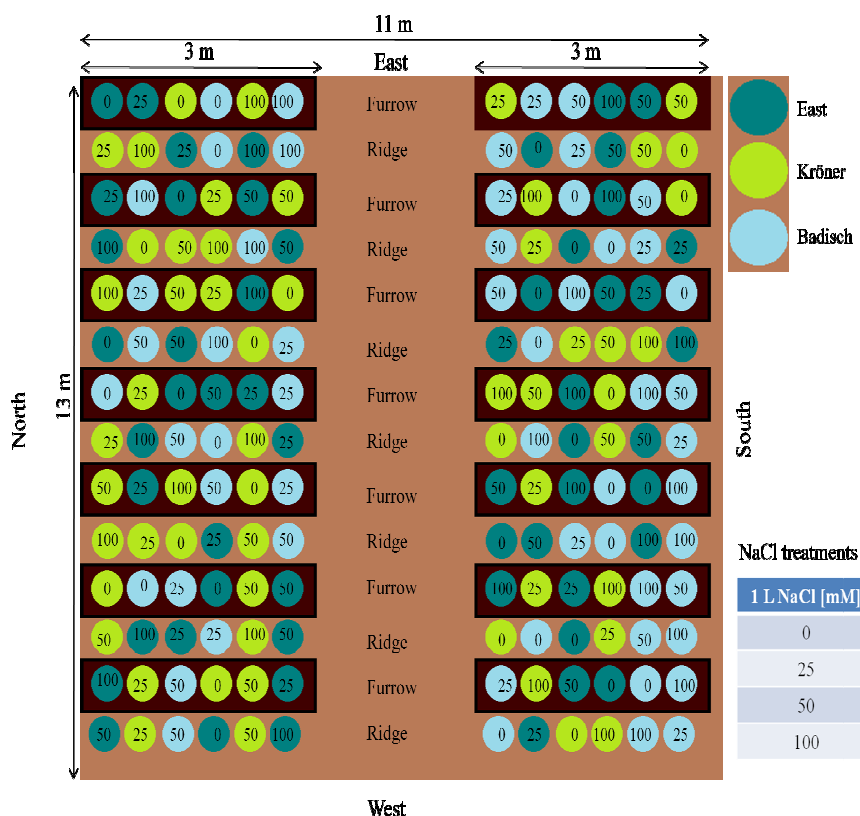 11 m
3 m 3 m
East
0 25 0 0 100 100 Furrow 25 25 50 100 50 50
25 100 25 0 100 100 Ridge 50 0 25 50 50 0
25 100 0 25 50 50 Furrow 25 100 0 100 50 0
100 0 50 100 100 50 Ridge 50 25 0 0 25 25
100 25 50 25 100 0 Furrow 50 0 100 50 25 0
0 50 50 100 0 25 Ridge 25 0 25 50 100 100
0 25 0 50 25 25 Furrow 100 50 100 0 100 50
25 100 50 0 100 25 Ridge 0 100 0 50 50 25
50 25 100 50 0 25 Furrow 50 25 100 0 0 100
100 25 0 25 50 50 Ridge 0 50 25 0 100 100
0 0 25 0 50 50 Furrow 100 25 25 100 100 50
50 100 25 25 100 50 Ridge 0 0 0 25 50 100
100 25 50 0 50 25 Furrow 25 100 50 0 0 100
50 25 50 0 50 100 Ridge 0 25 0 100 100 25
West
North
13 m
South
East
Kröner
Badisch
NaCl treatments
1 L NaCl [mM]
0
25
50
100